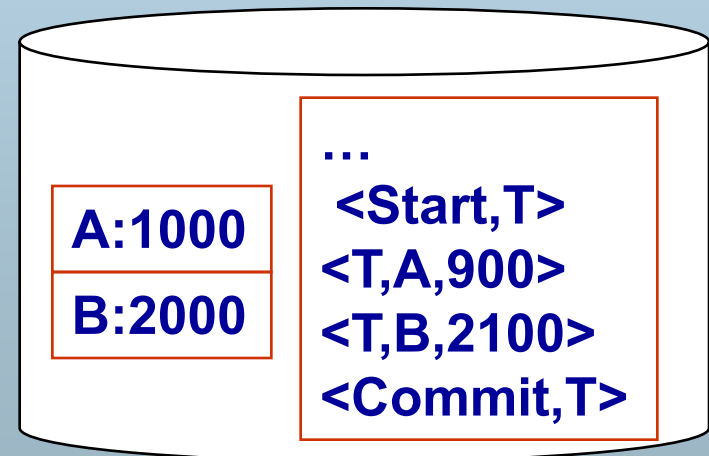 A:1000
B:2000
…
<Start,T>
<T,A,900>
<T,B,2100>
<Commit,T>